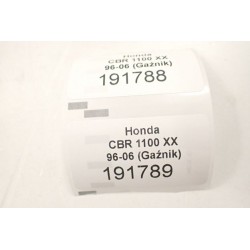 Honda
CBR 1100 XX
96-06 (Gaźnik)
191788
Honda
CBR 1100 XX
96-06 (Gaźnik)
191789